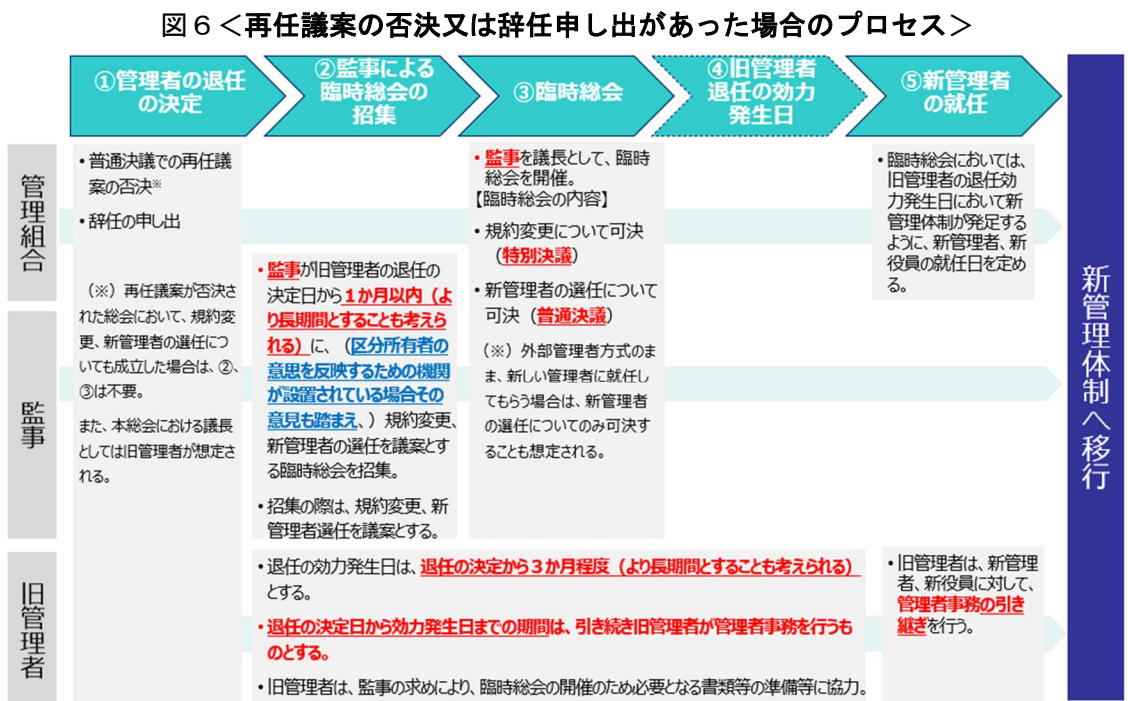 図６＜再任議案の否決又は辞任申し出があった場合のプロセス＞
①管理者の退任
の決定
②監事による
臨時総会の
招集
③臨時総会
④旧管理者
退任の効力
発生日
⑤新管理者
の就任
管理組合
監事
旧管理者
・普通決議での再任議
案の否決※
・辞任の申し出
（※）再任議案が否決さ
れた総会において、規約変
更、新管理者の選任につ
いても成立した場合は、②、
③は不要。
また、本総会における議長
としては旧管理者が想定さ
れる。
・監事が旧管理者の退任の
決定日から１か月以内（よ
り長期間とすることも考えら
れる）に、（区分所有者の
意思を反映するための機関
が設置されている場合その
意見も踏まえ、）規約変更、
新管理者の選任を議案とす
る臨時総会を招集。
・招集の際は、規約変更、新
管理者選任を議案とする。
・監事を議長として、臨時
総会を開催。
【臨時総会の内容】
・規約変更について可決
（特別決議）
・新管理者の選任について
可決（普通決議）
（※）外部管理者方式のま
ま、新しい管理者に就任し
てもらう場合は、新管理者
の選任についてのみ可決す
ることも想定される。
・臨時総会においては、
旧管理者の退任効
力発生日において新
管理体制が発足する
ように、新管理者、新
役員の就任日を定め
る。
・退任の効力発生日は、退任の決定から３か月程度（より長期間とすることも考えられる）
とする。
・退任の決定日から効力発生日までの期間は、引き続き旧管理者が管理者事務を行うも
のとする。
・旧管理者は、監事の求めにより、臨時総会の開催のため必要となる書類等の準備等に協力。
・旧管理者は、新管理
者、新役員に対して、
管理者事務の引き
継ぎを行う。
新管理体制へ移行